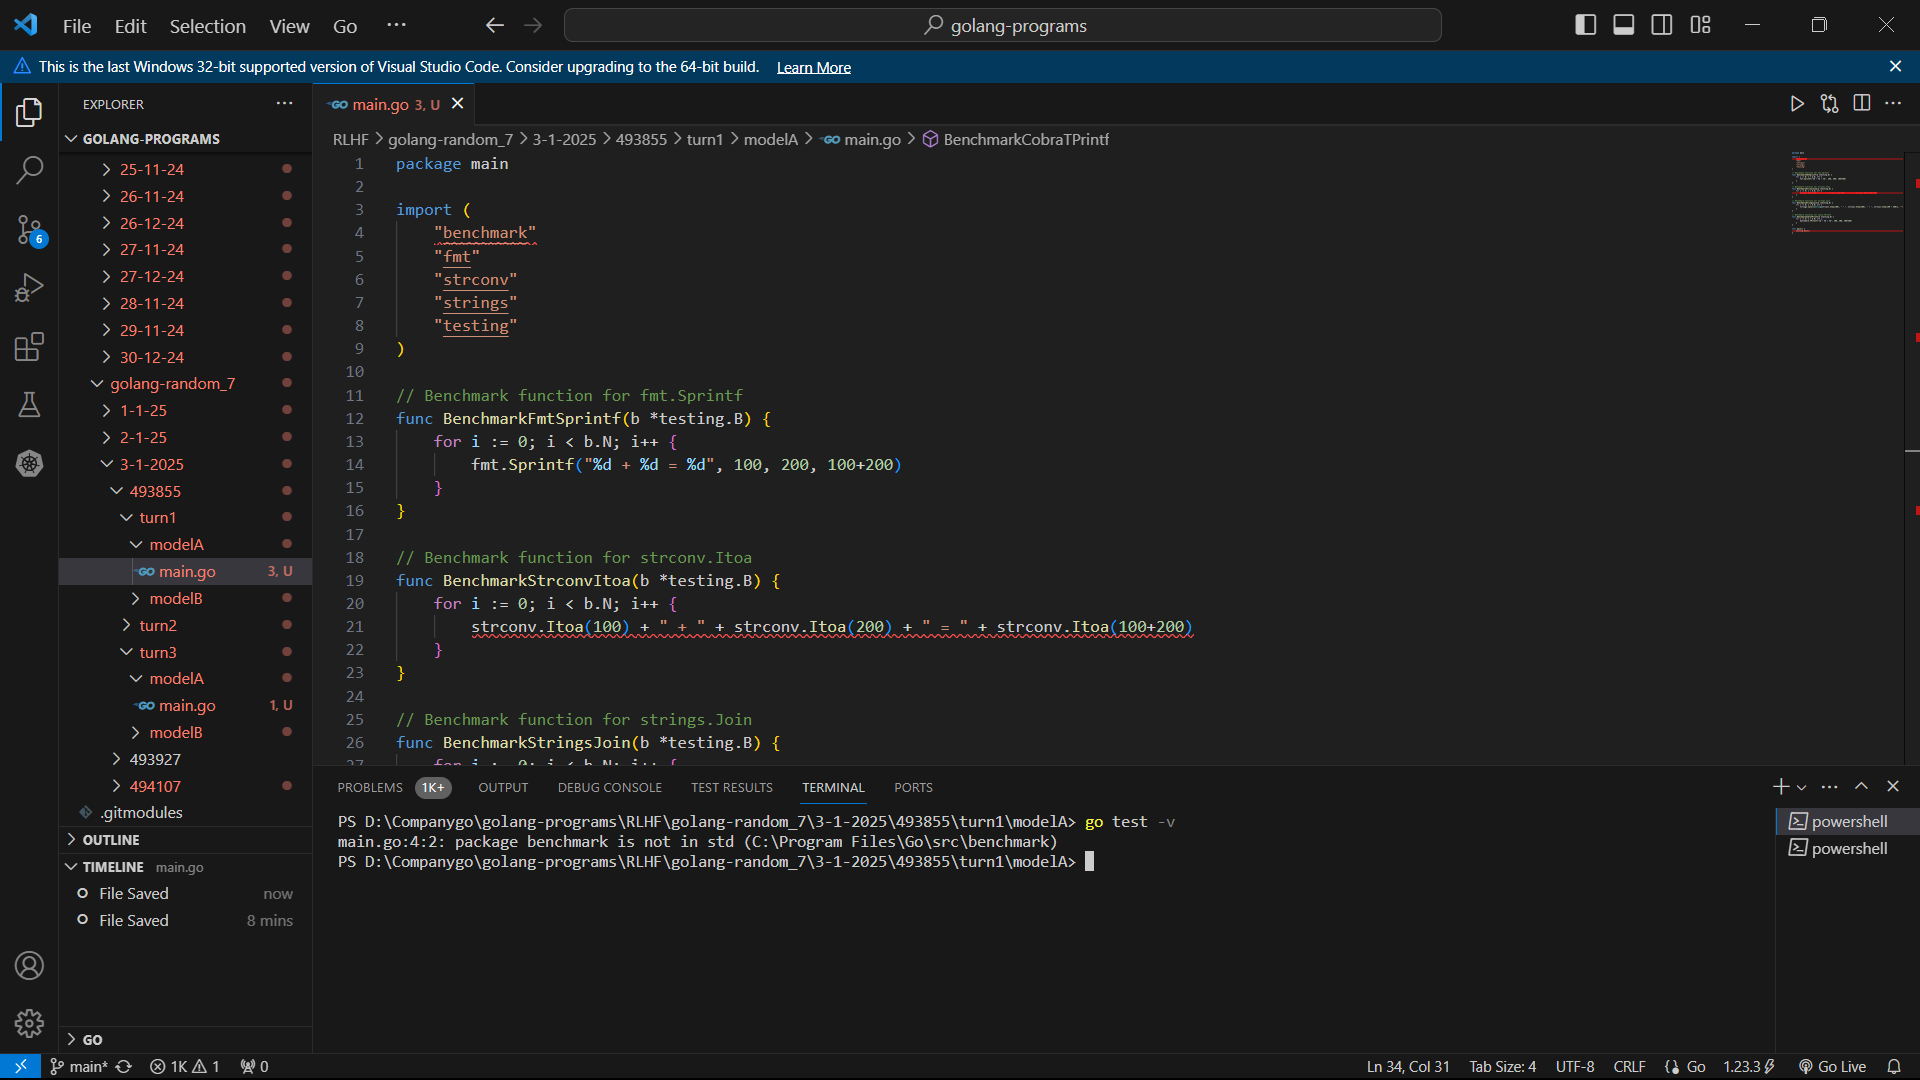 File Edit Selection View Go ··· golang-programs
This is the last Windows 32-bit supported version of Visual Studio Code. Consider upgrading to the 64-bit build. Learn More
EXPLORER
GOLANG-PROGRAMS
25-11-24
26-11-24
26-12-24
27-11-24
27-12-24
28-11-24
29-11-24
30-12-24
golang-random_7
1-1-25
2-1-25
3-1-2025
493855
turn1
modelA
main.go 3, U
modelB
turn2
turn3
modelA
main.go 1, U
modelB
493927
494107
.gitmodules
OUTLINE
TIMELINE main.go
File Saved now
File Saved 8 mins
GO
6
main.go 3, U
RLHF > golang-random_7 > 3-1-2025 > 493855 > turn1 > modelA > main.go > BenchmarkCobraTPrintf
1 package main
2
3 import (
4 "benchmark"
5 "fmt"
6 "strconv"
7 "strings"
8 "testing"
9 )
10
11 // Benchmark function for fmt.Sprintf
12 func BenchmarkFmtSprintf(b *testing.B) {
13 for i := 0; i < b.N; i++ {
14 fmt.Sprintf("%d + %d = %d", 100, 200, 100+200)
15 }
16 }
17
18 // Benchmark function for strconv.Itoa
19 func BenchmarkStrconvItoa(b *testing.B) {
20 for i := 0; i < b.N; i++ {
21 strconv.Itoa(100) + " + " + strconv.Itoa(200) + " = " + strconv.Itoa(100+200)
22 }
23 }
24
25 // Benchmark function for strings.Join
26 func BenchmarkStringsJoin(b *testing.B) {
27 for i := 0; i < b.N; i++ {
PROBLEMS 1K+ OUTPUT DEBUG CONSOLE TEST RESULTS TERMINAL PORTS
PS D:\Companygo\golang-programs\RLHF\golang-random_7\3-1-2025\493855\turn1\modelA> go test -v
main.go:4:2: package benchmark is not in std (C:\Program Files\Go\src\benchmark)
PS D:\Companygo\golang-programs\RLHF\golang-random_7\3-1-2025\493855\turn1\modelA>
powershell
powershell
main* 1K 1 0 Ln 34, Col 31 Tab Size: 4 UTF-8 CRLF Go 1.23.3 Go Live